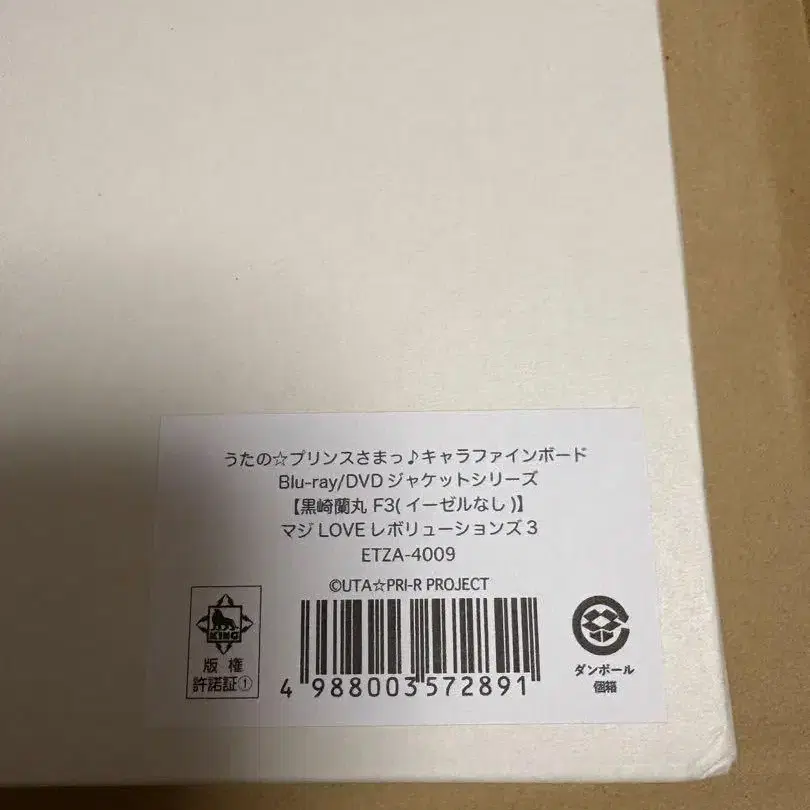 うたの☆プリンスさまっ♪キャラファインボード
Blu-ray/DVD ジャケットシリーズ
【黒崎蘭丸 F3( イーゼルなし )】
マジ LOVE レボリューションズ 3
ETZA-4009
©UTA☆PRI-R PROJECT
KING
版権
許諾証①
4 988003 572891
ダンボール
個箱